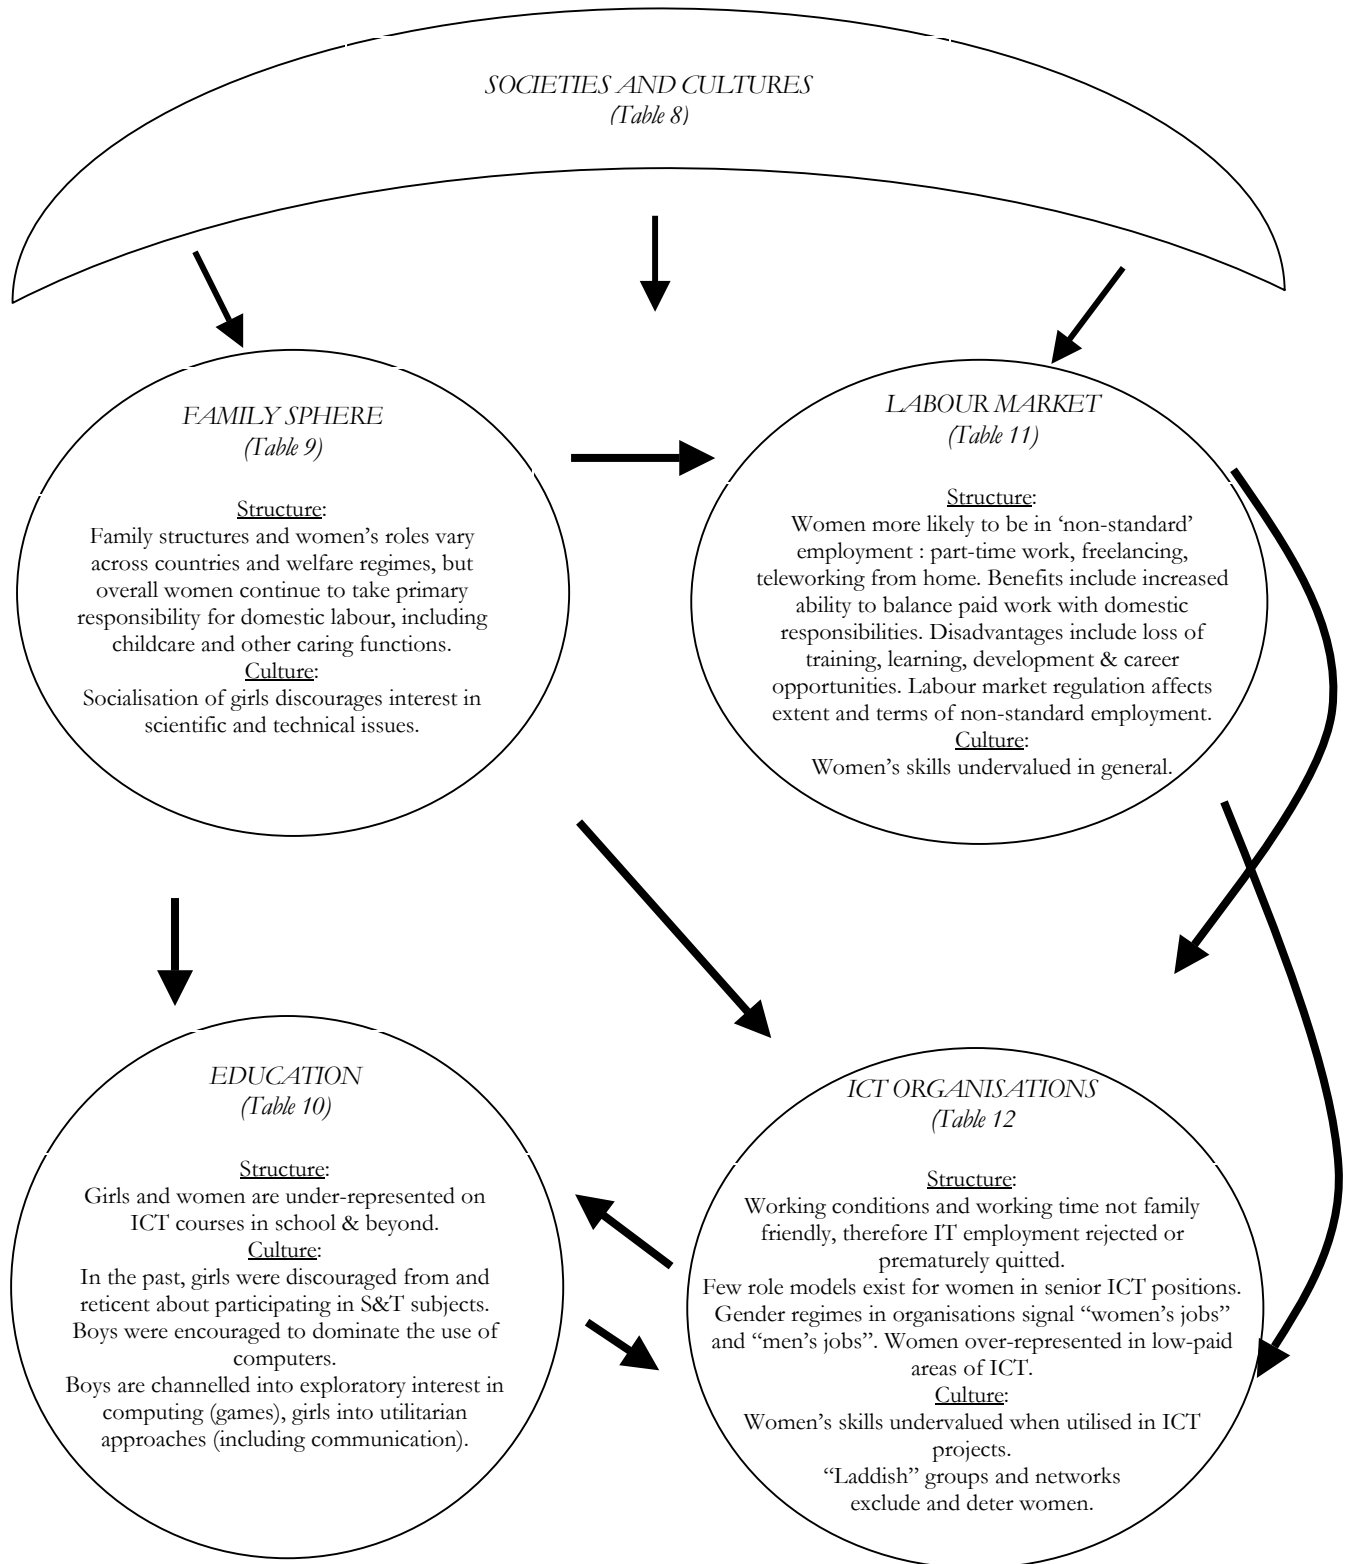 SOCIETIES AND CULTURES
(Table 8)
FAMILY SPHERE
(Table 9)
Structure:
Family structures and women’s roles vary
across countries and welfare regimes, but
overall women continue to take primary
responsibility for domestic labour, including
childcare and other caring functions.
Culture:
Socialisation of girls discourages interest in
scientific and technical issues.
LABOUR MARKET
(Table 11)
Structure:
Women more likely to be in ‘non-standard’
employment : part-time work, freelancing,
teleworking from home. Benefits include increased
ability to balance paid work with domestic
responsibilities. Disadvantages include loss of
training, learning, development & career
opportunities. Labour market regulation affects
extent and terms of non-standard employment.
Culture:
Women’s skills undervalued in general.
EDUCATION
(Table 10)
Structure:
Girls and women are under-represented on
ICT courses in school & beyond.
Culture:
In the past, girls were discouraged from and
reticent about participating in S&T subjects.
Boys were encouraged to dominate the use of
computers.
Boys are channelled into exploratory interest in
computing (games), girls into utilitarian
approaches (including communication).
ICT ORGANISATIONS
(Table 12
Structure:
Working conditions and working time not family
friendly, therefore IT employment rejected or
prematurely quitted.
Few role models exist for women in senior ICT positions.
Gender regimes in organisations signal “women’s jobs”
and “men’s jobs”. Women over-represented in low-paid
areas of ICT.
Culture:
Women’s skills undervalued when utilised in ICT
projects.
“Laddish” groups and networks
exclude and deter women.